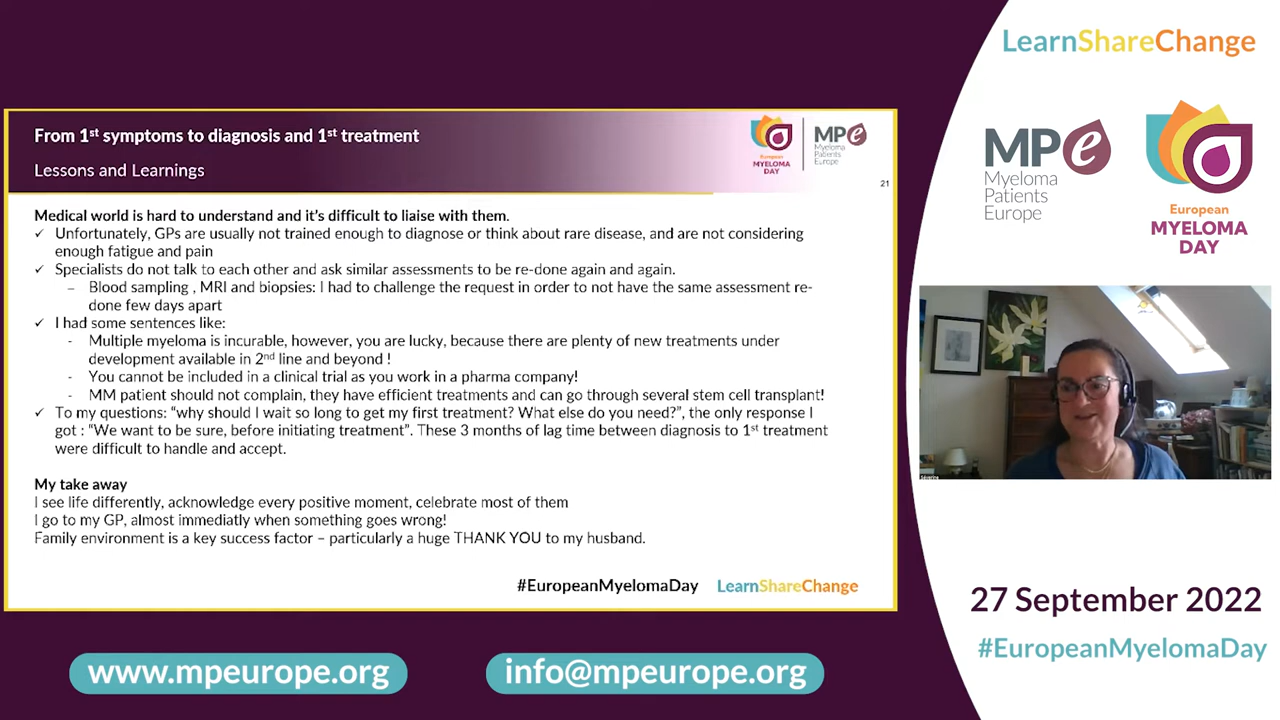 LearnShareChange
From 1st symptoms to diagnosis and 1st treatment
Lessons and Learnings
European
MYELOMA
DAY
MPe
Myeloma
Patients
Europe
21
Medical world is hard to understand and it's difficult to liaise with them.
✓ Unfortunately, GPs are usually not trained enough to diagnose or think about rare disease, and are not considering
enough fatigue and pain
✓ Specialists do not talk to each other and ask similar assessments to be re-done again and again.
– Blood sampling , MRI and biopsies: I had to challenge the request in order to not have the same assessment re-
done few days apart
✓ I had some sentences like:
- Multiple myeloma is incurable, however, you are lucky, because there are plenty of new treatments under
development available in 2nd line and beyond !
- You cannot be included in a clinical trial as you work in a pharma company!
- MM patient should not complain, they have efficient treatments and can go through several stem cell transplant!
✓ To my questions: "why should I wait so long to get my first treatment? What else do you need?", the only response I
got : "We want to be sure, before initiating treatment". These 3 months of lag time between diagnosis to 1st treatment
were difficult to handle and accept.
My take away
I see life differently, acknowledge every positive moment, celebrate most of them
I go to my GP, almost immediatly when something goes wrong!
Family environment is a key success factor – particularly a huge THANK YOU to my husband.
#EuropeanMyelomaDay LearnShareChange
MPe
Myeloma
Patients
Europe
European
MYELOMA
DAY
Séverine
27 September 2022
#EuropeanMyelomaDay
www.mpeurope.org
info@mpeurope.org